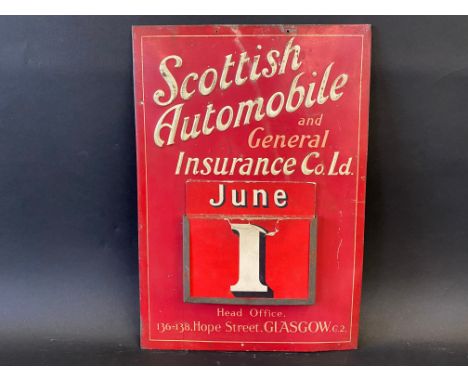 Scottish
Automobile
and
General
Insurance Co. Ld.
June
1
Head Office.
136-138, Hope Street, GLASGOW. C.2.